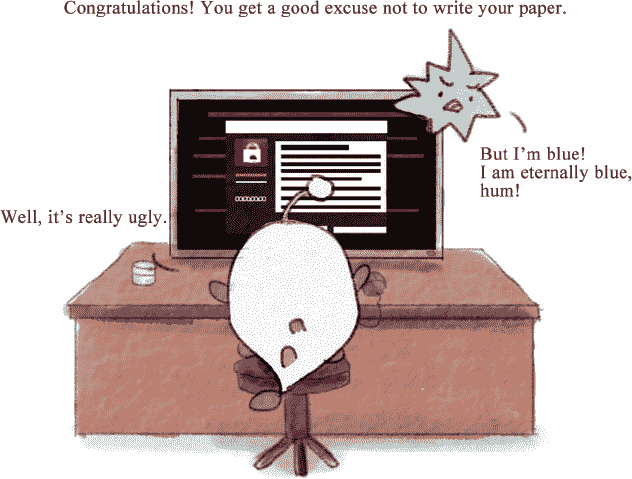 Congratulations! You get a good excuse not to write your paper.
But I'm blue!
I am eternally blue,
hum!
Well, it's really ugly.